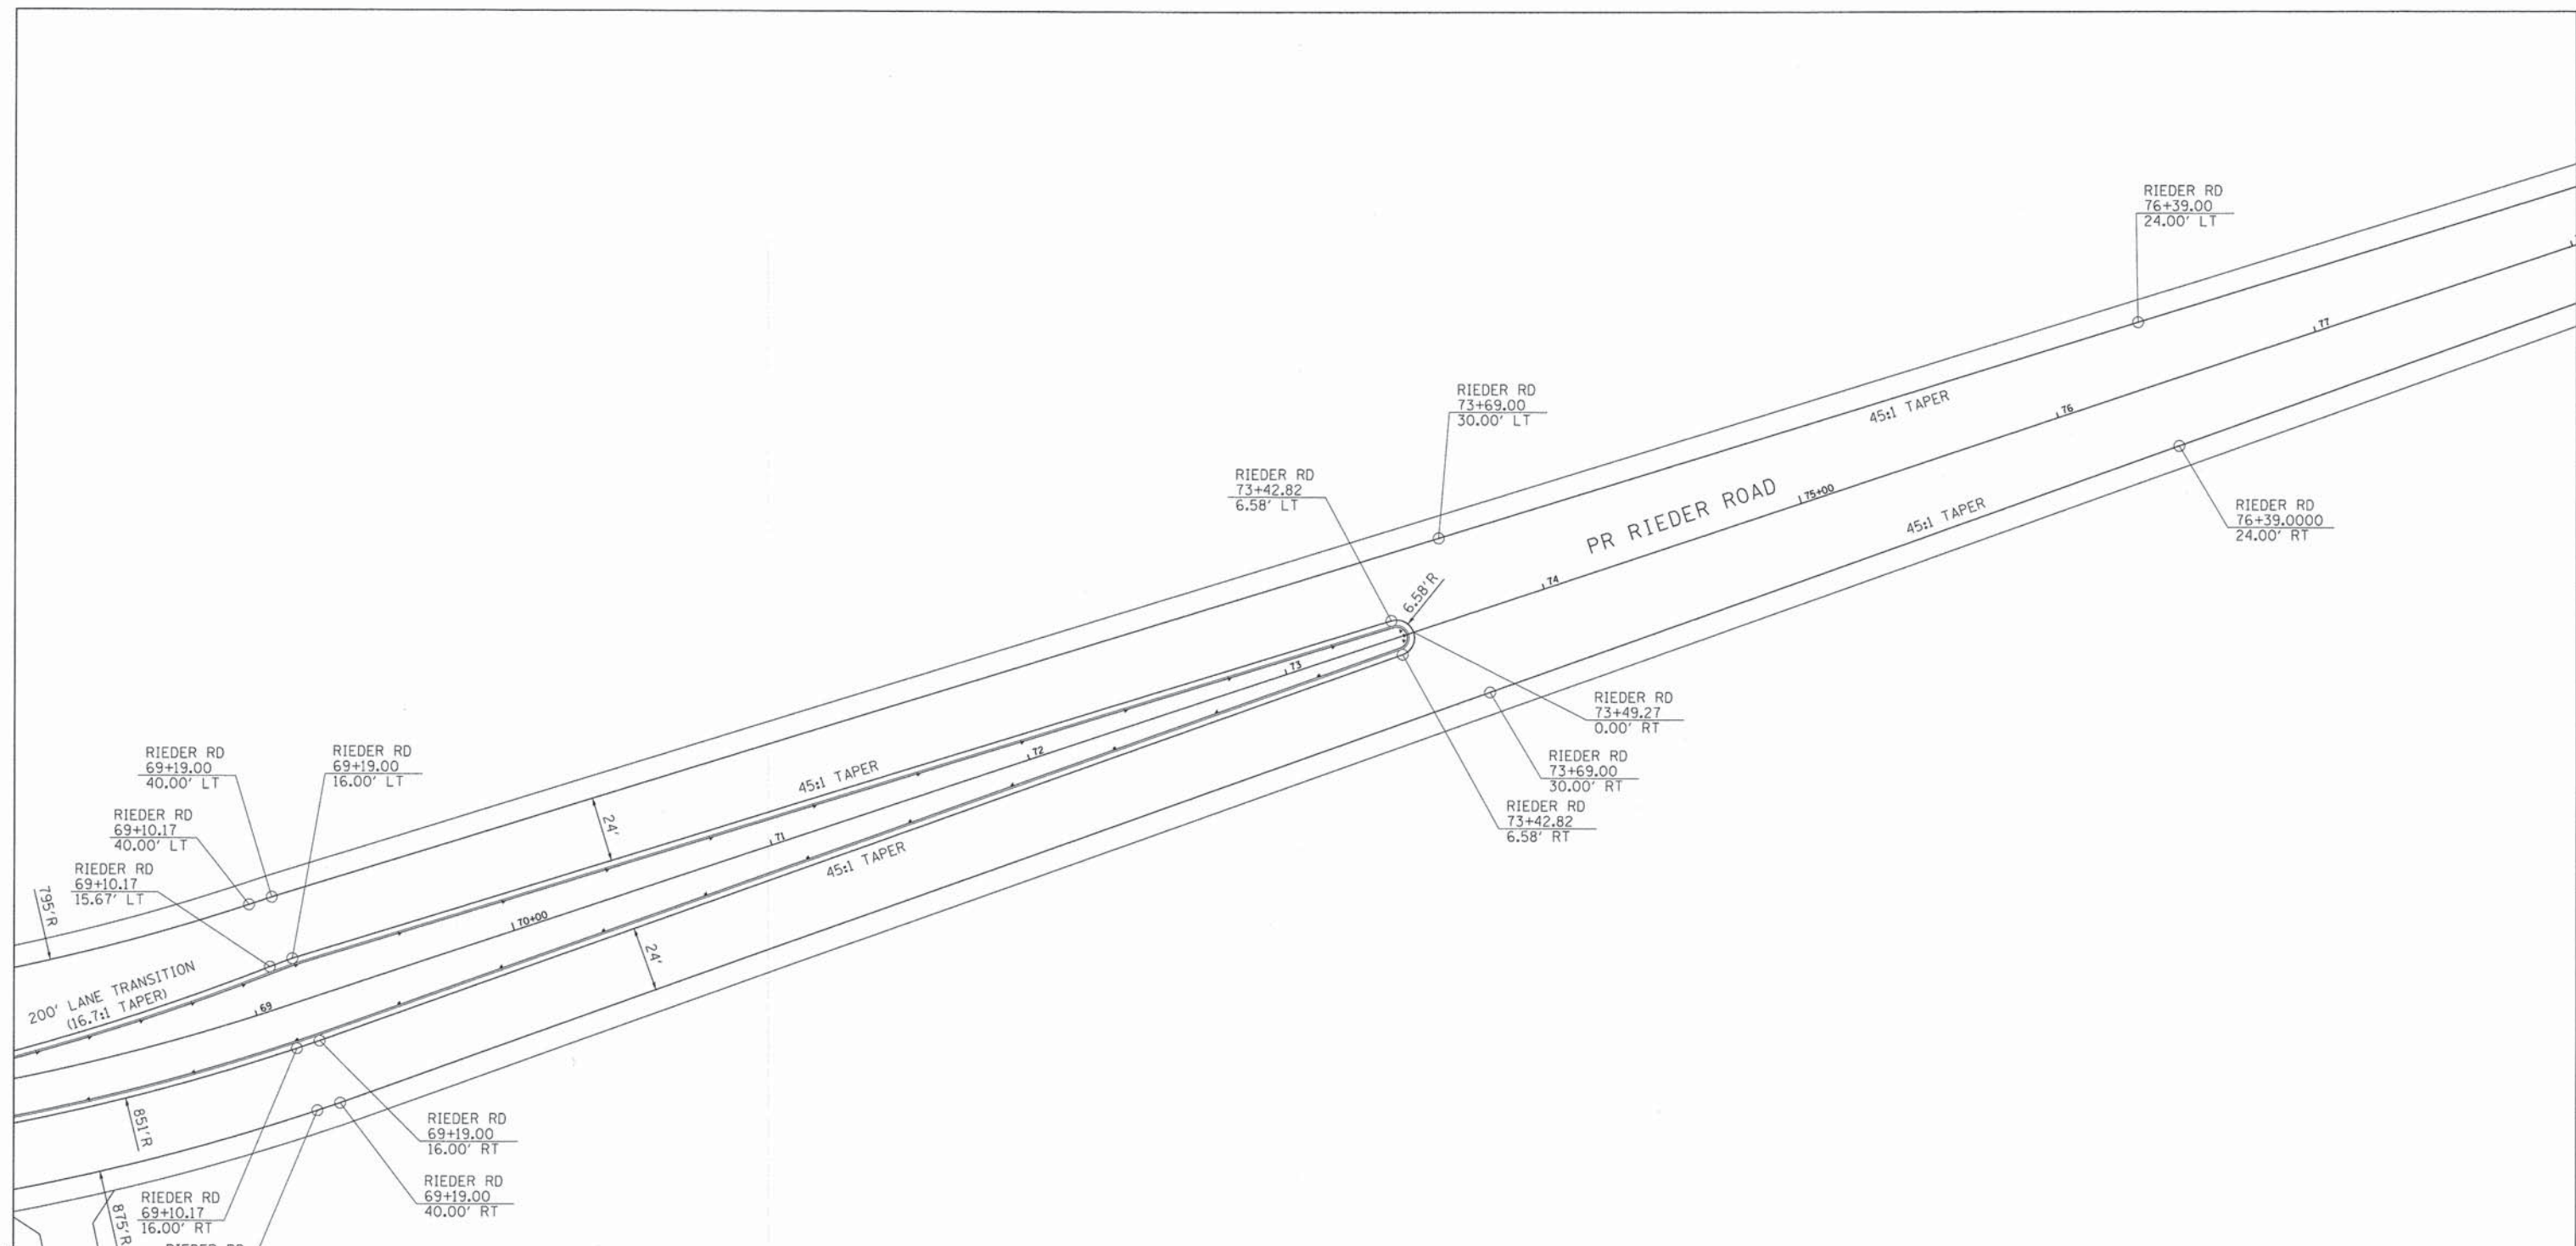 RIEDER RD
76+39.00
24.00' LT
77
RIEDER RD
73+69.00
30.00' LT
45:1 TAPER
76
RIEDER RD
73+42.82
6.58' LT
PR RIEDER ROAD
75+00
45:1 TAPER
RIEDER RD
76+39.0000
24.00' RT
6.58'R
74
73
RIEDER RD
73+49.27
0.00' RT
RIEDER RD
73+69.00
30.00' RT
RIEDER RD
73+42.82
6.58' RT
72
45:1 TAPER
RIEDER RD
69+19.00
40.00' LT
RIEDER RD
69+19.00
16.00' LT
RIEDER RD
69+10.17
40.00' LT
24'
71
45:1 TAPER
RIEDER RD
69+10.17
15.67' LT
795'R
70+00
24'
200' LANE TRANSITION
(16.7:1 TAPER)
69
851'R
RIEDER RD
69+19.00
16.00' RT
RIEDER RD
69+19.00
40.00' RT
RIEDER RD
69+10.17
16.00' RT
875'R